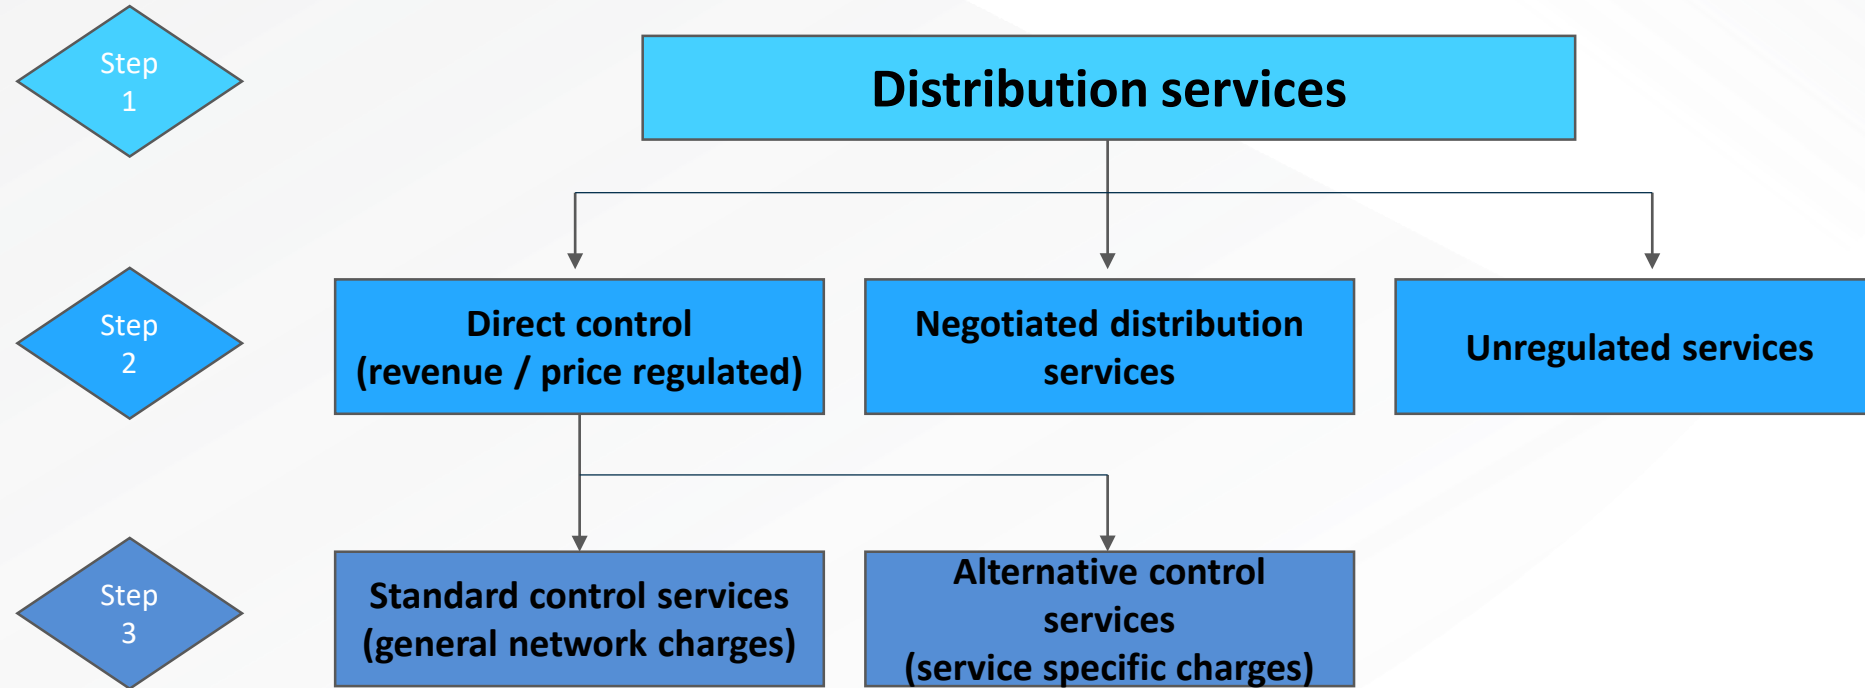 Step
1
Distribution services
Step
2
Direct control
(revenue / price regulated)
Negotiated distribution
services
Unregulated services
Step
3
Standard control services
(general network charges)
Alternative control
services
(service specific charges)